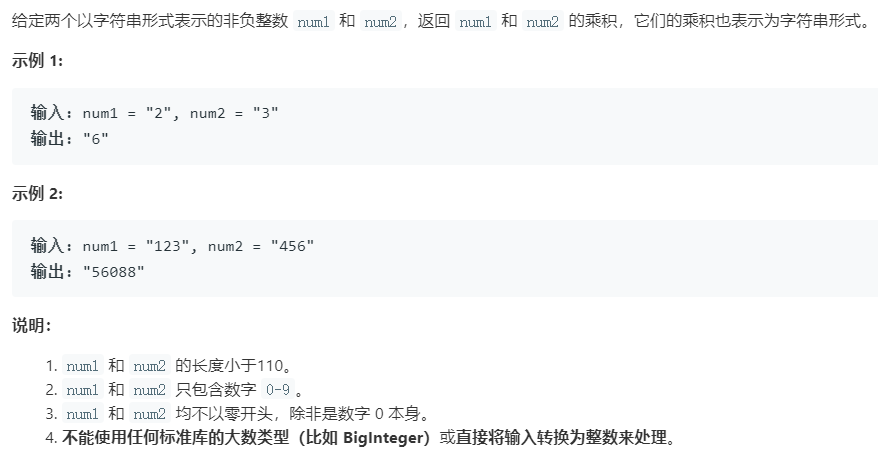 给定两个以字符串形式表示的非负整数 num1 和 num2，返回 num1 和 num2 的乘积，它们的乘积也表示为字符串形式。
示例 1:
输入: num1 = "2", num2 = "3"
输出: "6"
示例 2:
输入: num1 = "123", num2 = "456"
输出: "56088"
说明：
1. num1 和 num2 的长度小于110。
2. num1 和 num2 只包含数字 0-9。
3. num1 和 num2 均不以零开头，除非是数字 0 本身。
4. 不能使用任何标准库的大数类型（比如 BigInteger）或直接将输入转换为整数来处理。